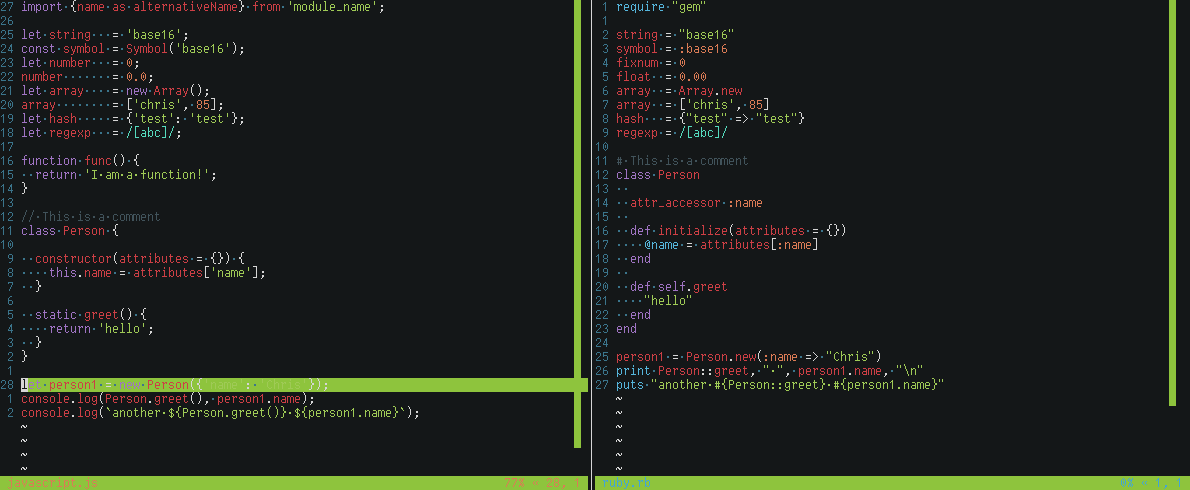 27 import {name as alternativeName} from 'module_name';
26
25 let string   = 'base16';
24 const symbol = Symbol('base16');
23 let number   = 0;
22 number       = 0.0;
21 let array    = new Array();
20 array        = ['chris', 85];
19 let hash     = {'test': 'test'};
18 let regexp   = /[abc]/;
17
16 function func() {
15   return 'I am a function!';
14 }
13
12 // This is a comment
11 class Person {
10
9   constructor(attributes = {}) {
8     this.name = attributes['name'];
7   }
6
5   static greet() {
4     return 'hello';
3   }
2 }
1
28 let person1 = new Person({'name': 'Chris'});
1 console.log(Person.greet(), person1.name);
2 console.log(`another ${Person.greet()} ${person1.name}`);
~
~
~
~
javascript.js 77% ~ 28, 1
1 require "gem"
1
2 string = "base16"
3 symbol = :base16
4 fixnum = 0
5 float  = 0.00
6 array  = Array.new
7 array  = ['chris', 85]
8 hash   = {"test" => "test"}
9 regexp = /[abc]/
10
11 # This is a comment
12 class Person
13
14   attr_accessor :name
15
16   def initialize(attributes = {})
17     @name = attributes[:name]
18   end
19
20   def self.greet
21     "hello"
22   end
23 end
24
25 person1 = Person.new(:name => "Chris")
26 print Person::greet, " ", person1.name, "\n"
27 puts "another #{Person::greet} #{person1.name}"
~
~
~
~
~
~
ruby.rb 0% ~ 1, 1